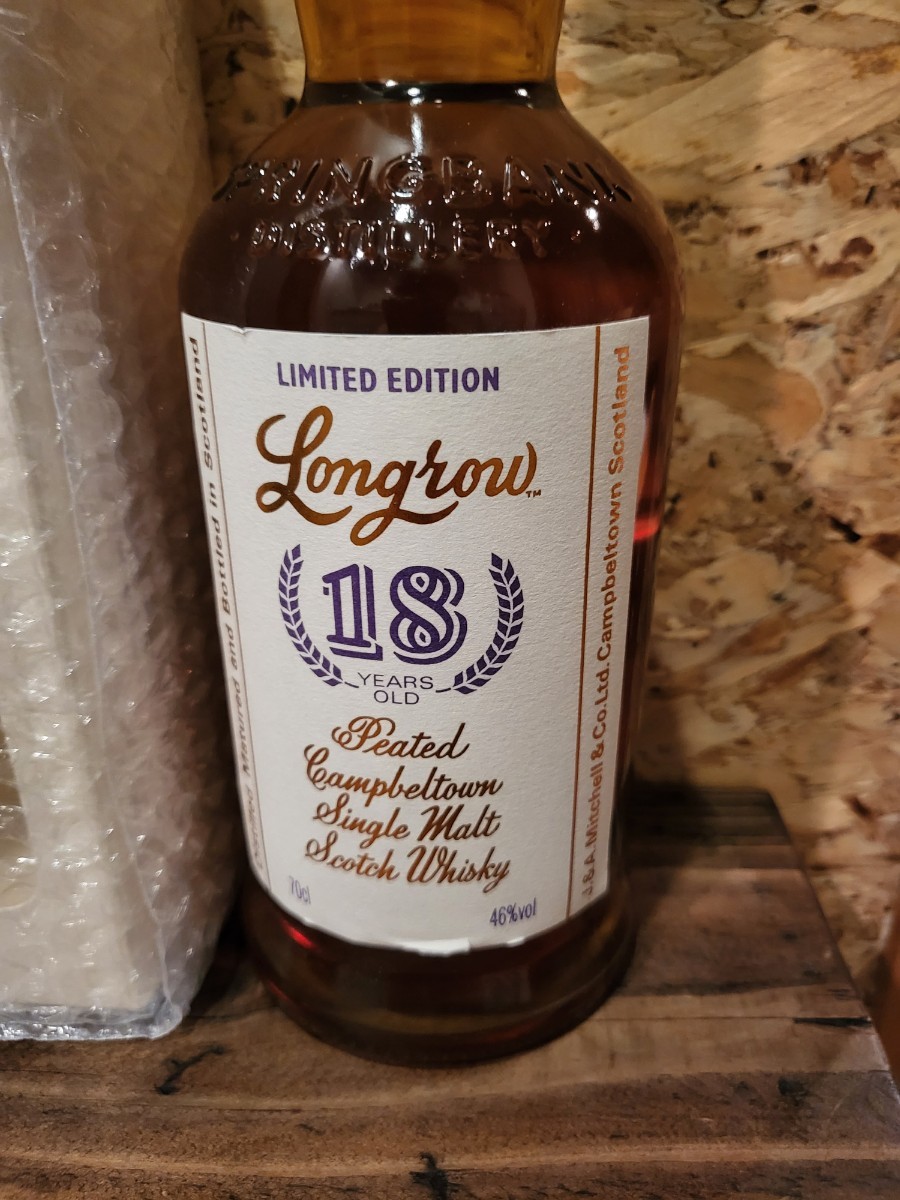 SPRINGBANK
· DISTILLERY ·
LIMITED EDITION
Longrow™
18
YEARS
OLD
Peated
Campbeltown
Single Malt
Scotch Whisky
70cl
46%vol
Distilled, Matured and Bottled in Scotland
J.&A.Mitchell & Co.Ltd.Campbeltown Scotland